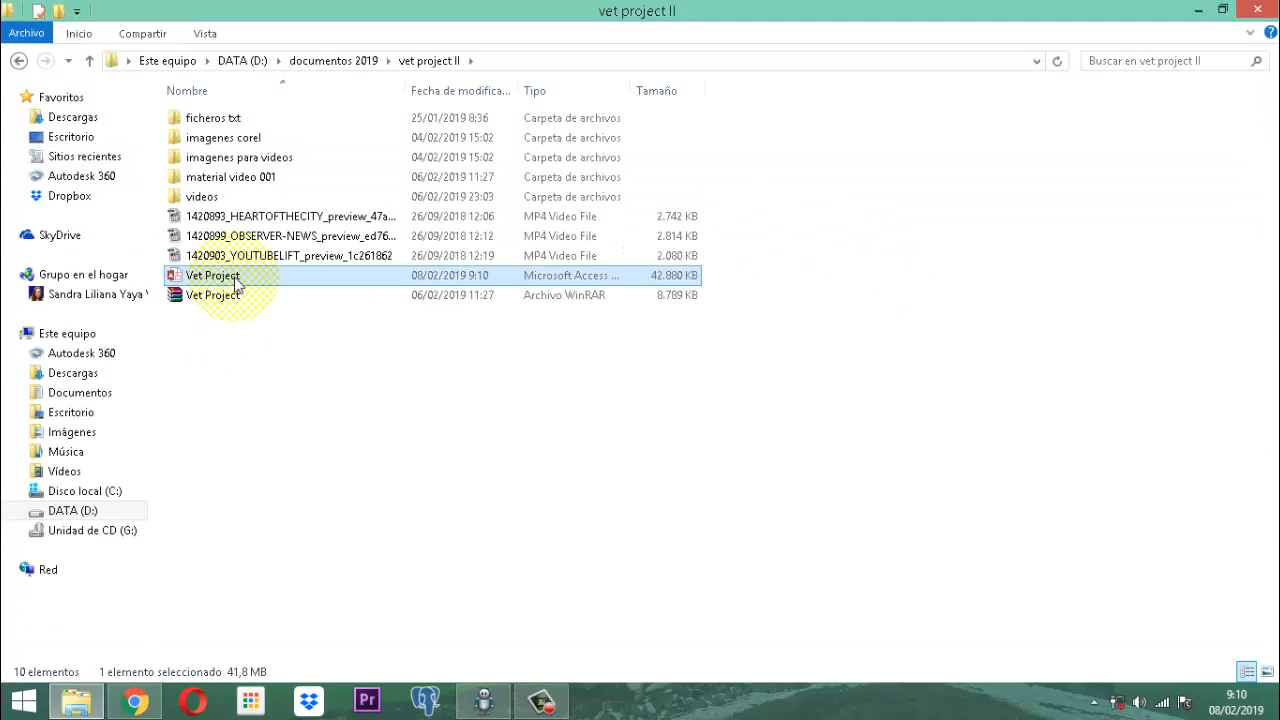 vet project II
Archivo Inicio Compartir Vista
Este equipo DATA (D:) documentos 2019 vet project II
Buscar en vet project II
Nombre Fecha de modifica... Tipo Tamaño
ficheros txt 25/01/2019 8:36 Carpeta de archivos
imagenes corel 04/02/2019 15:02 Carpeta de archivos
imagenes para videos 04/02/2019 15:02 Carpeta de archivos
material video 001 06/02/2019 11:27 Carpeta de archivos
videos 06/02/2019 23:03 Carpeta de archivos
1420893_HEARTOFTHECITY_preview_47a... 26/09/2018 12:06 MP4 Video File 2.742 KB
1420899_OBSERVER-NEWS_preview_ed76... 26/09/2018 12:12 MP4 Video File 2.814 KB
1420903_YOUTUBELIFT_preview_1c261862 26/09/2018 12:19 MP4 Video File 2.080 KB
Vet Project 08/02/2019 9:10 Microsoft Access ... 42.880 KB
Vet Project 06/02/2019 11:27 Archivo WinRAR 8.789 KB
Favoritos
Descargas
Escritorio
Sitios recientes
Autodesk 360
Dropbox
SkyDrive
Grupo en el hogar
Sandra Liliana Yaya
Este equipo
Autodesk 360
Descargas
Documentos
Escritorio
Imágenes
Música
Vídeos
Disco local (C:)
DATA (D:)
Unidad de CD (G:)
Red
10 elementos 1 elemento seleccionado 41,8 MB
Pr
9:10
08/02/2019